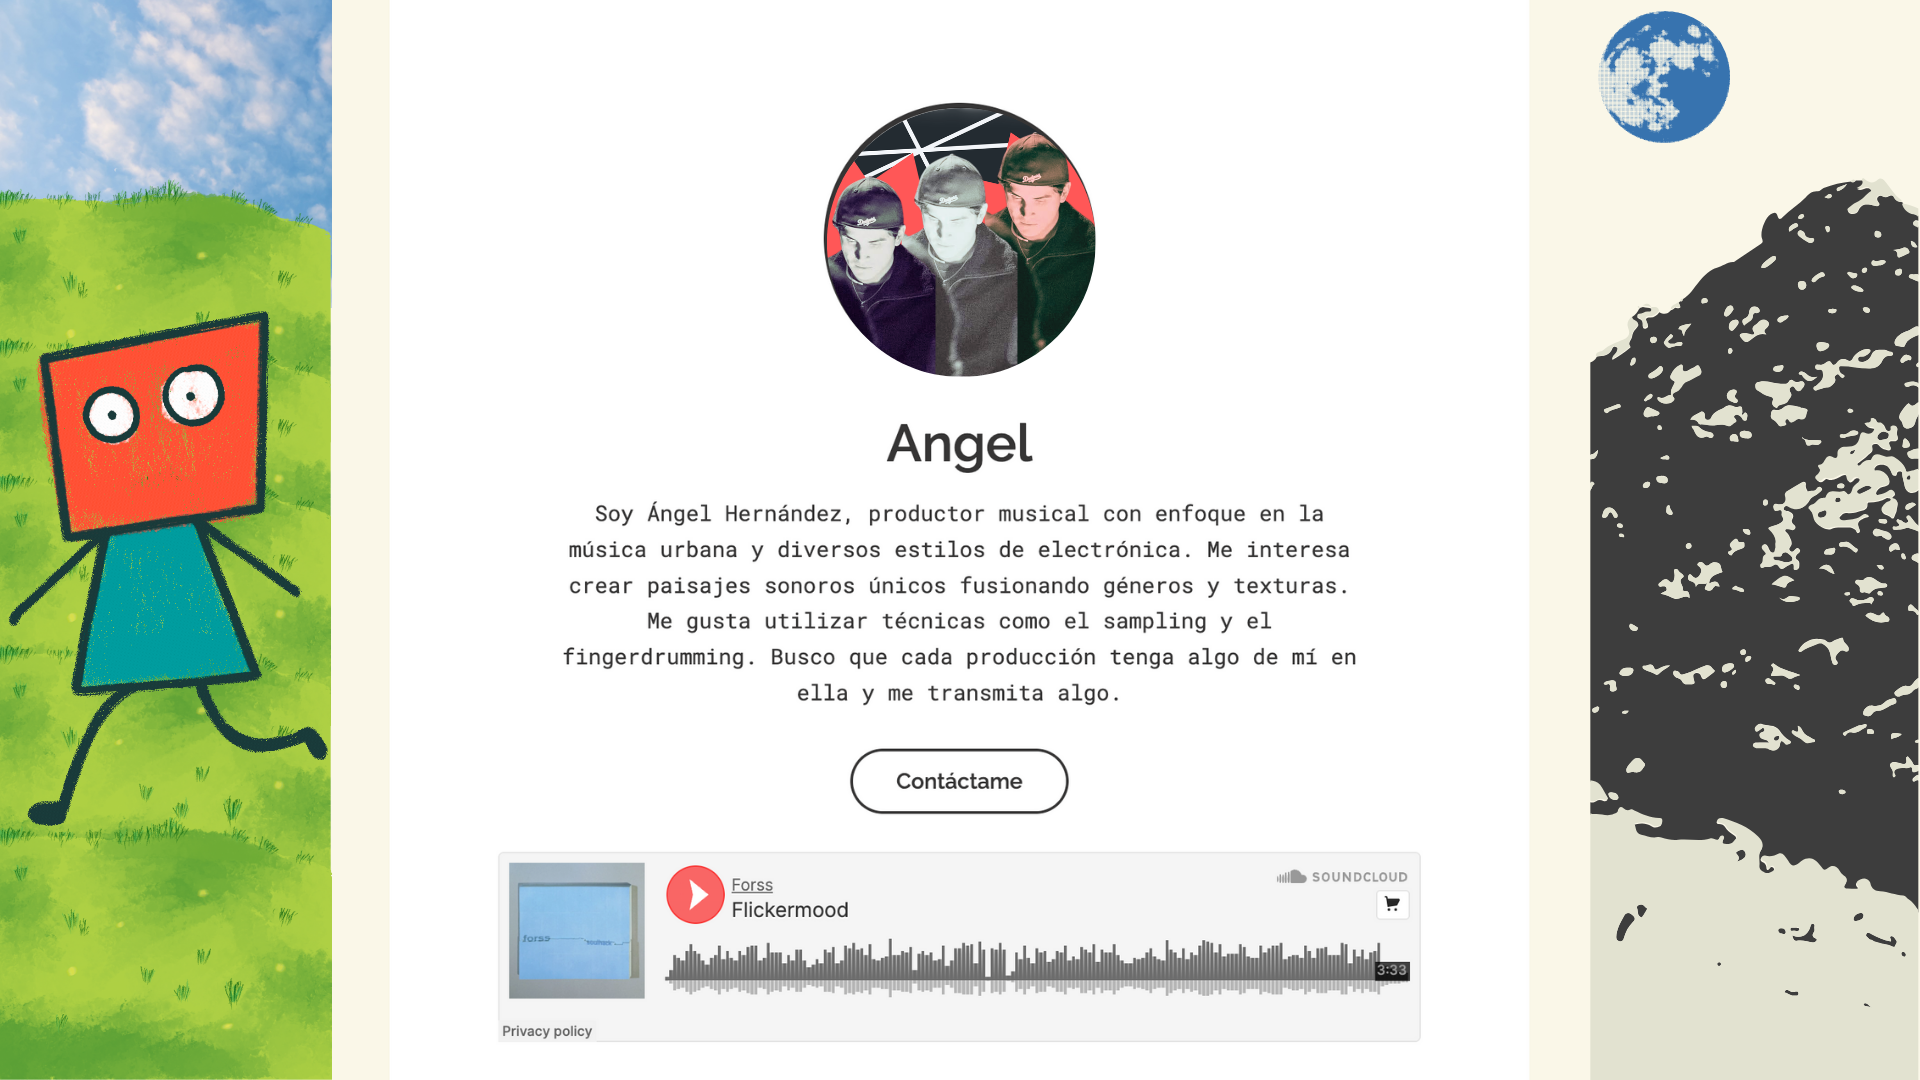 Angel
Soy Ángel Hernández, productor musical con enfoque en la
música urbana y diversos estilos de electrónica. Me interesa
crear paisajes sonoros únicos fusionando géneros y texturas.
Me gusta utilizar técnicas como el sampling y el
fingerdrumming. Busco que cada producción tenga algo de mí en
ella y me transmita algo.
Contáctame
Forss
Flickermood
SOUNDCLOUD
forss
3:33
Privacy policy